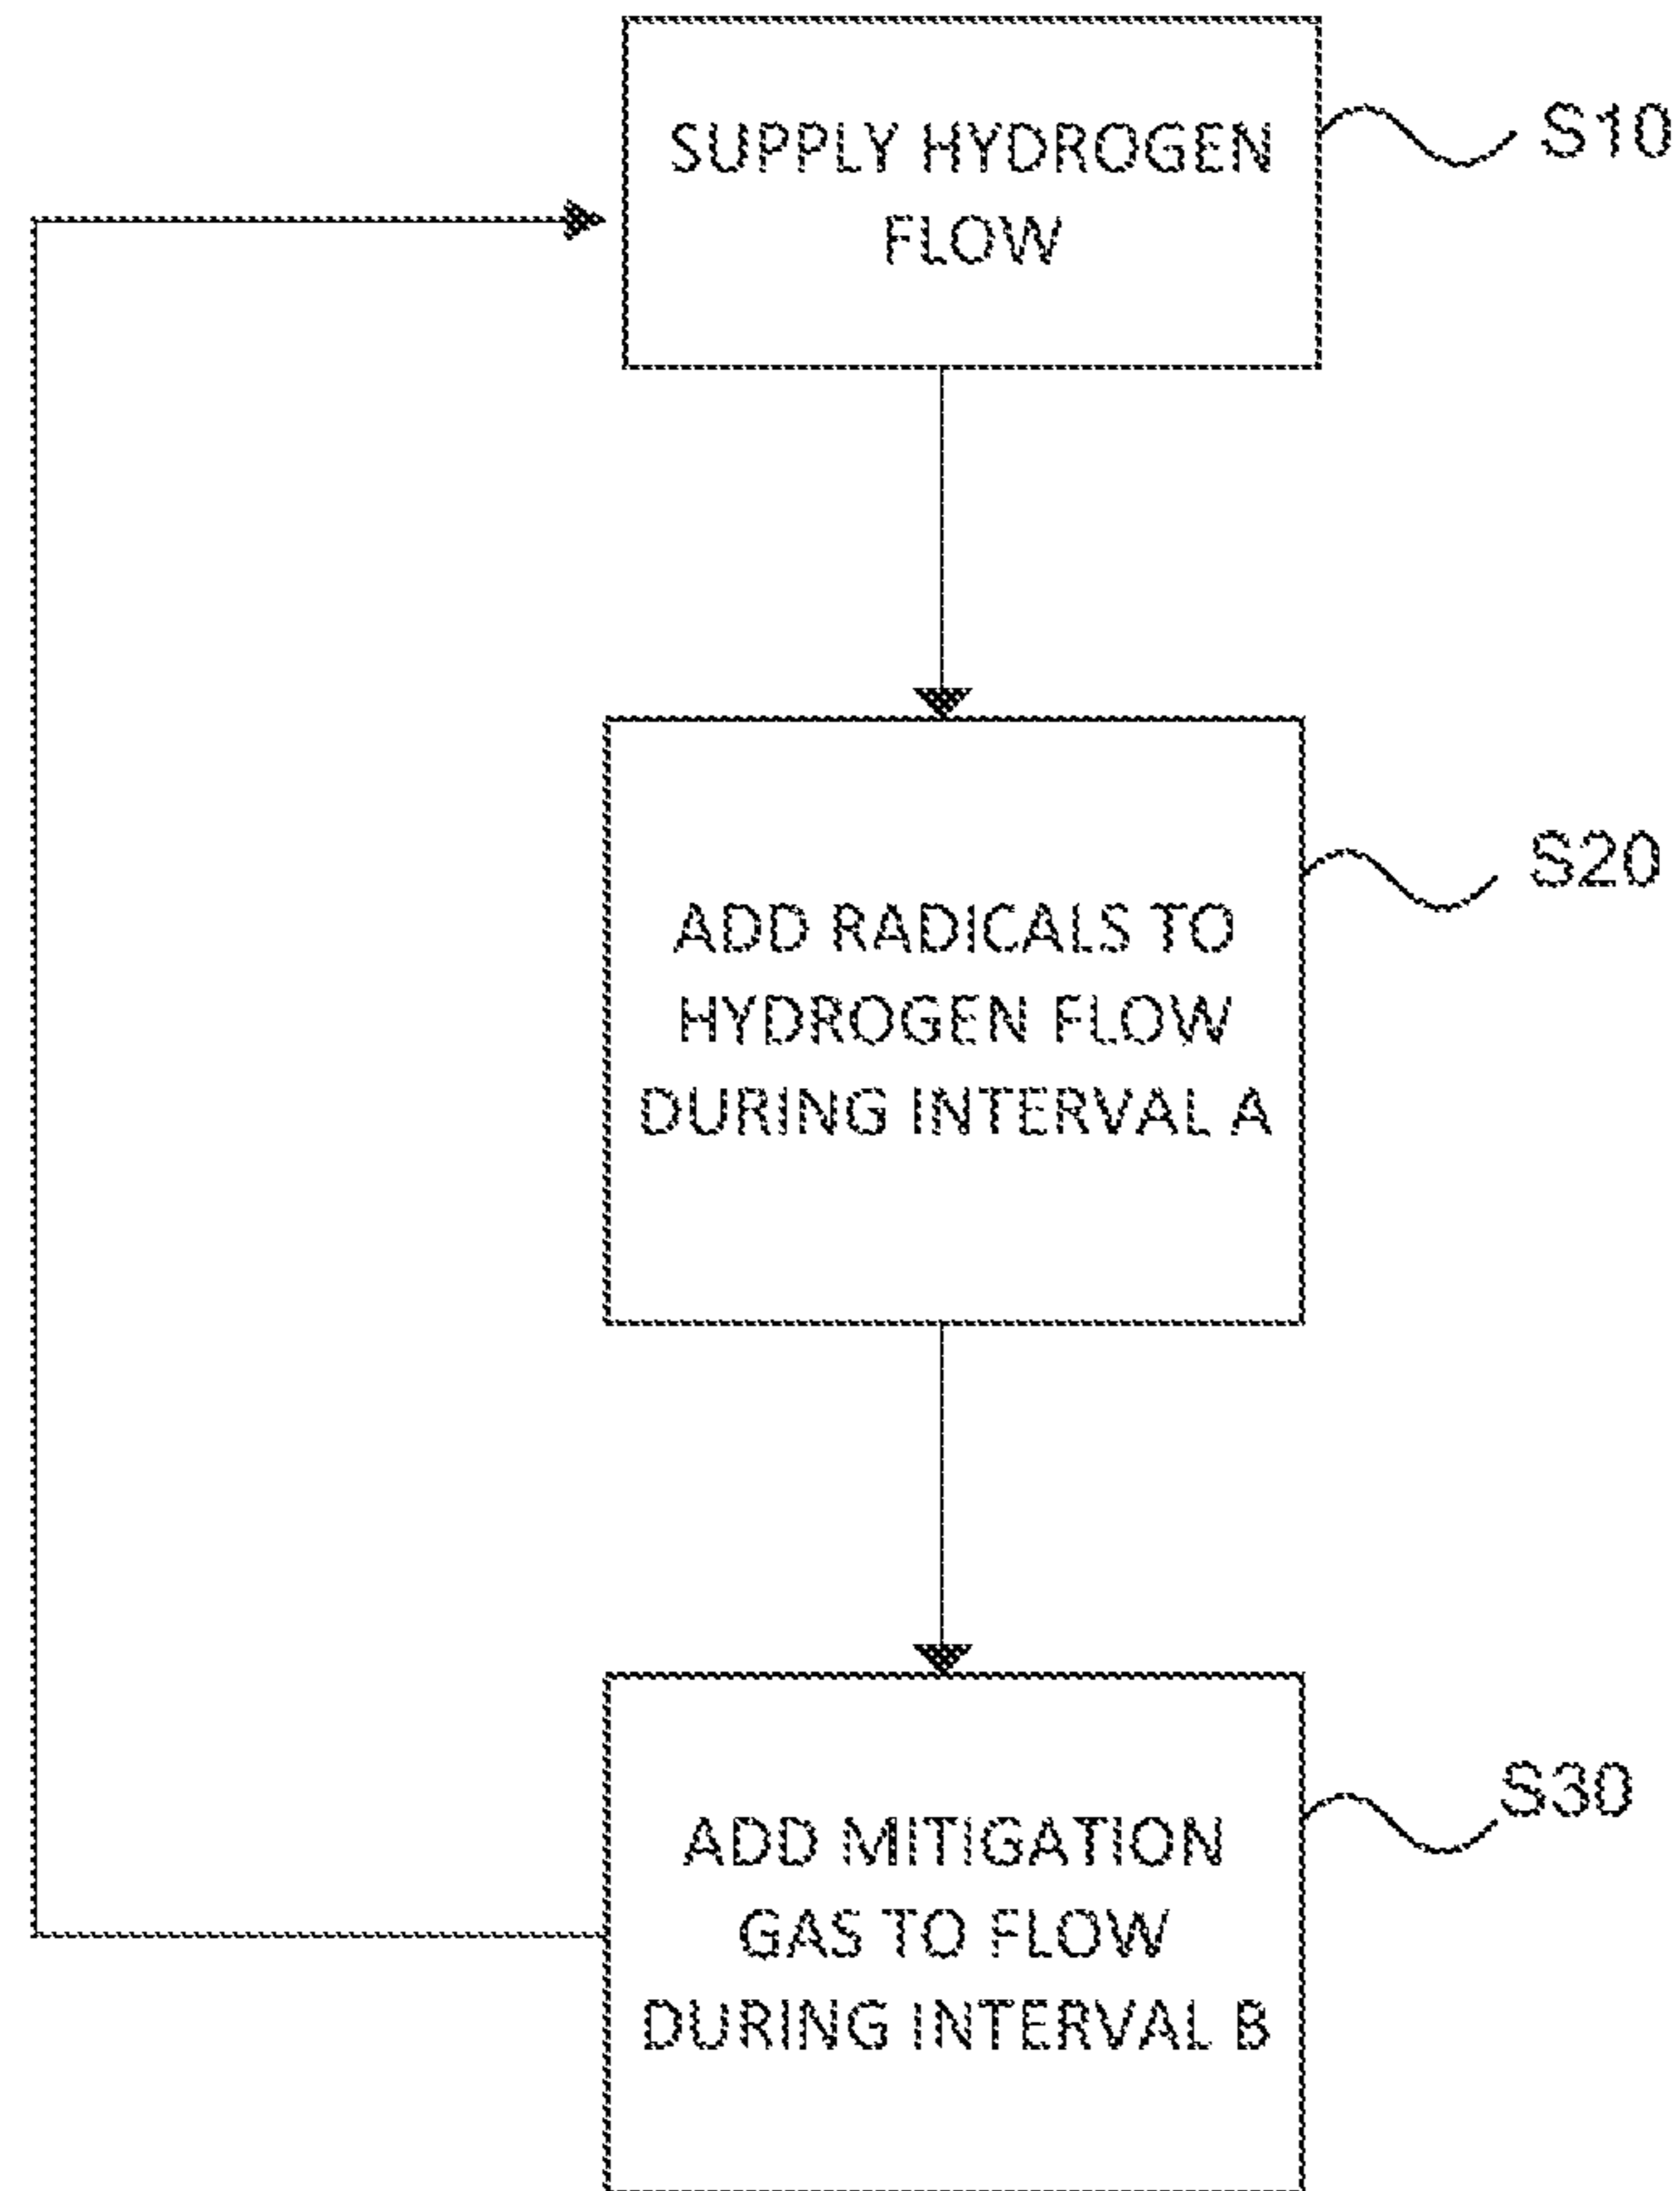 SUPPLY HYDROGEN
FLOW
S10
ADD RADICALS TO
HYDROGEN FLOW
DURING INTERVAL A
S20
ADD MITIGATION
GAS TO FLOW
DURING INTERVAL B
S30